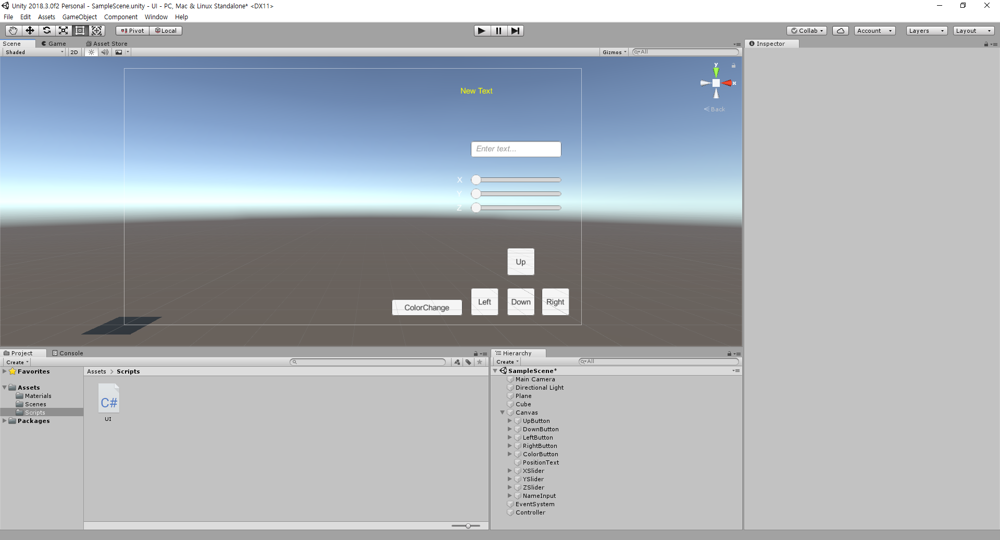 Unity 2018.3.0f2 Personal - SampleScene.unity - UI - PC, Mac & Linux Standalone* <DX11>
File Edit Assets GameObject Component Window Help
Pivot Local Collab Account Layers Layout
Scene Game Asset Store Inspector
Shaded 2D Gizmos All
y
x
Back
New Text
Enter text...
X
Y
Z
Up
Left Down Right
ColorChange
Project Console
Create
Favorites
Assets
Materials
Scenes
Scripts
Packages
Assets > Scripts
C#
UI
Hierarchy
Create All
SampleScene*
Main Camera
Directional Light
Plane
Cube
Canvas
UpButton
DownButton
LeftButton
RightButton
ColorButton
PositionText
XSlider
YSlider
ZSlider
NameInput
EventSystem
Controller